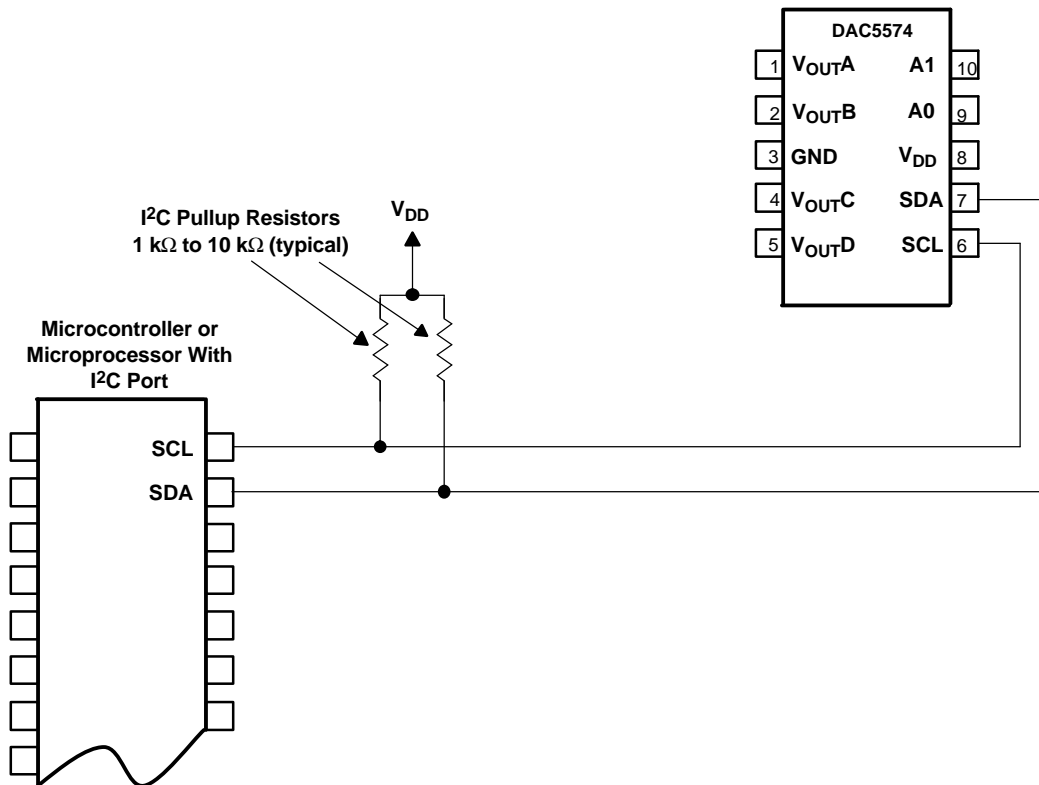 DAC5574
1 VOUTA A1 10
2 VOUTB A0 9
3 GND VDD 8
4 VOUTC SDA 7
5 VOUTD SCL 6
I2C Pullup Resistors
1 kΩ to 10 kΩ (typical)
VDD
Microcontroller or
Microprocessor With
I2C Port
SCL
SDA